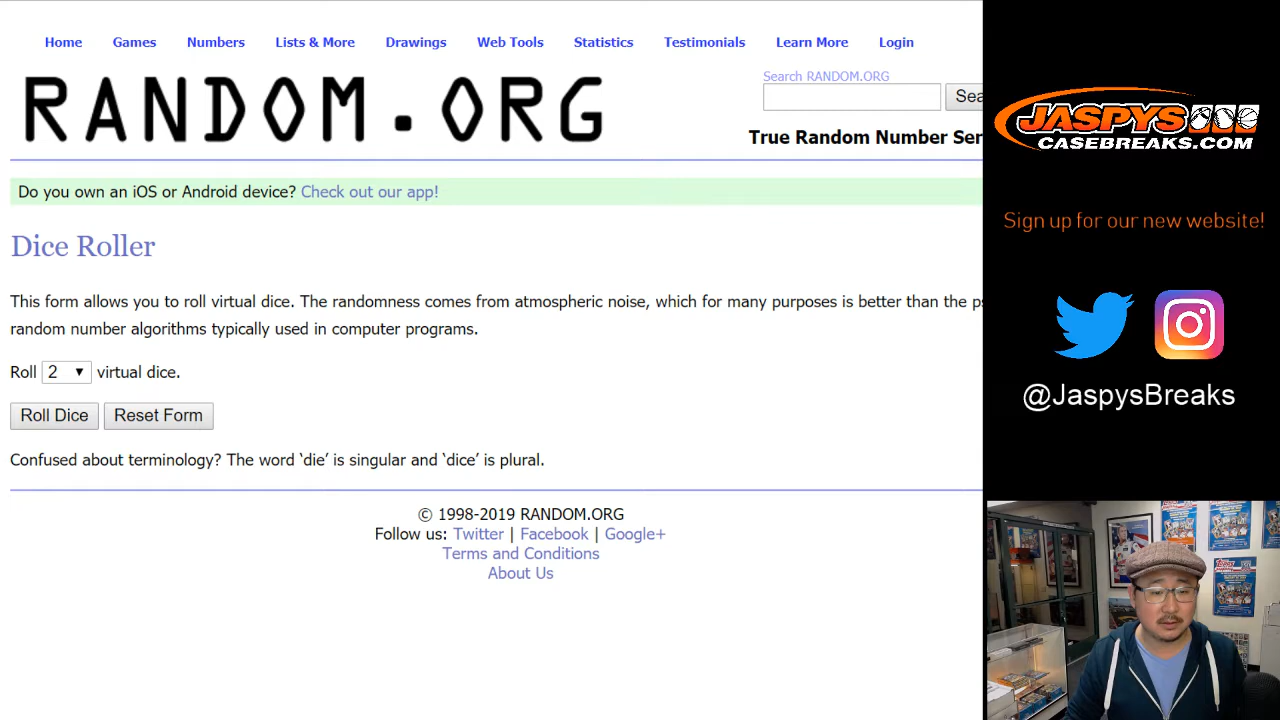 Home Games Numbers Lists & More Drawings Web Tools Statistics Testimonials Learn More Login
RANDOM.ORG
Search RANDOM.ORG
Sea
True Random Number Ser
Do you own an iOS or Android device? Check out our app!
Dice Roller
This form allows you to roll virtual dice. The randomness comes from atmospheric noise, which for many purposes is better than the ps
random number algorithms typically used in computer programs.
Roll 2 virtual dice.
Roll Dice Reset Form
Confused about terminology? The word ‘die’ is singular and ‘dice’ is plural.
© 1998-2019 RANDOM.ORG
Follow us: Twitter | Facebook | Google+
Terms and Conditions
About Us
JASPYS
CASEBREAKS.COM
Sign up for our new website!
@JaspysBreaks
TOPPS